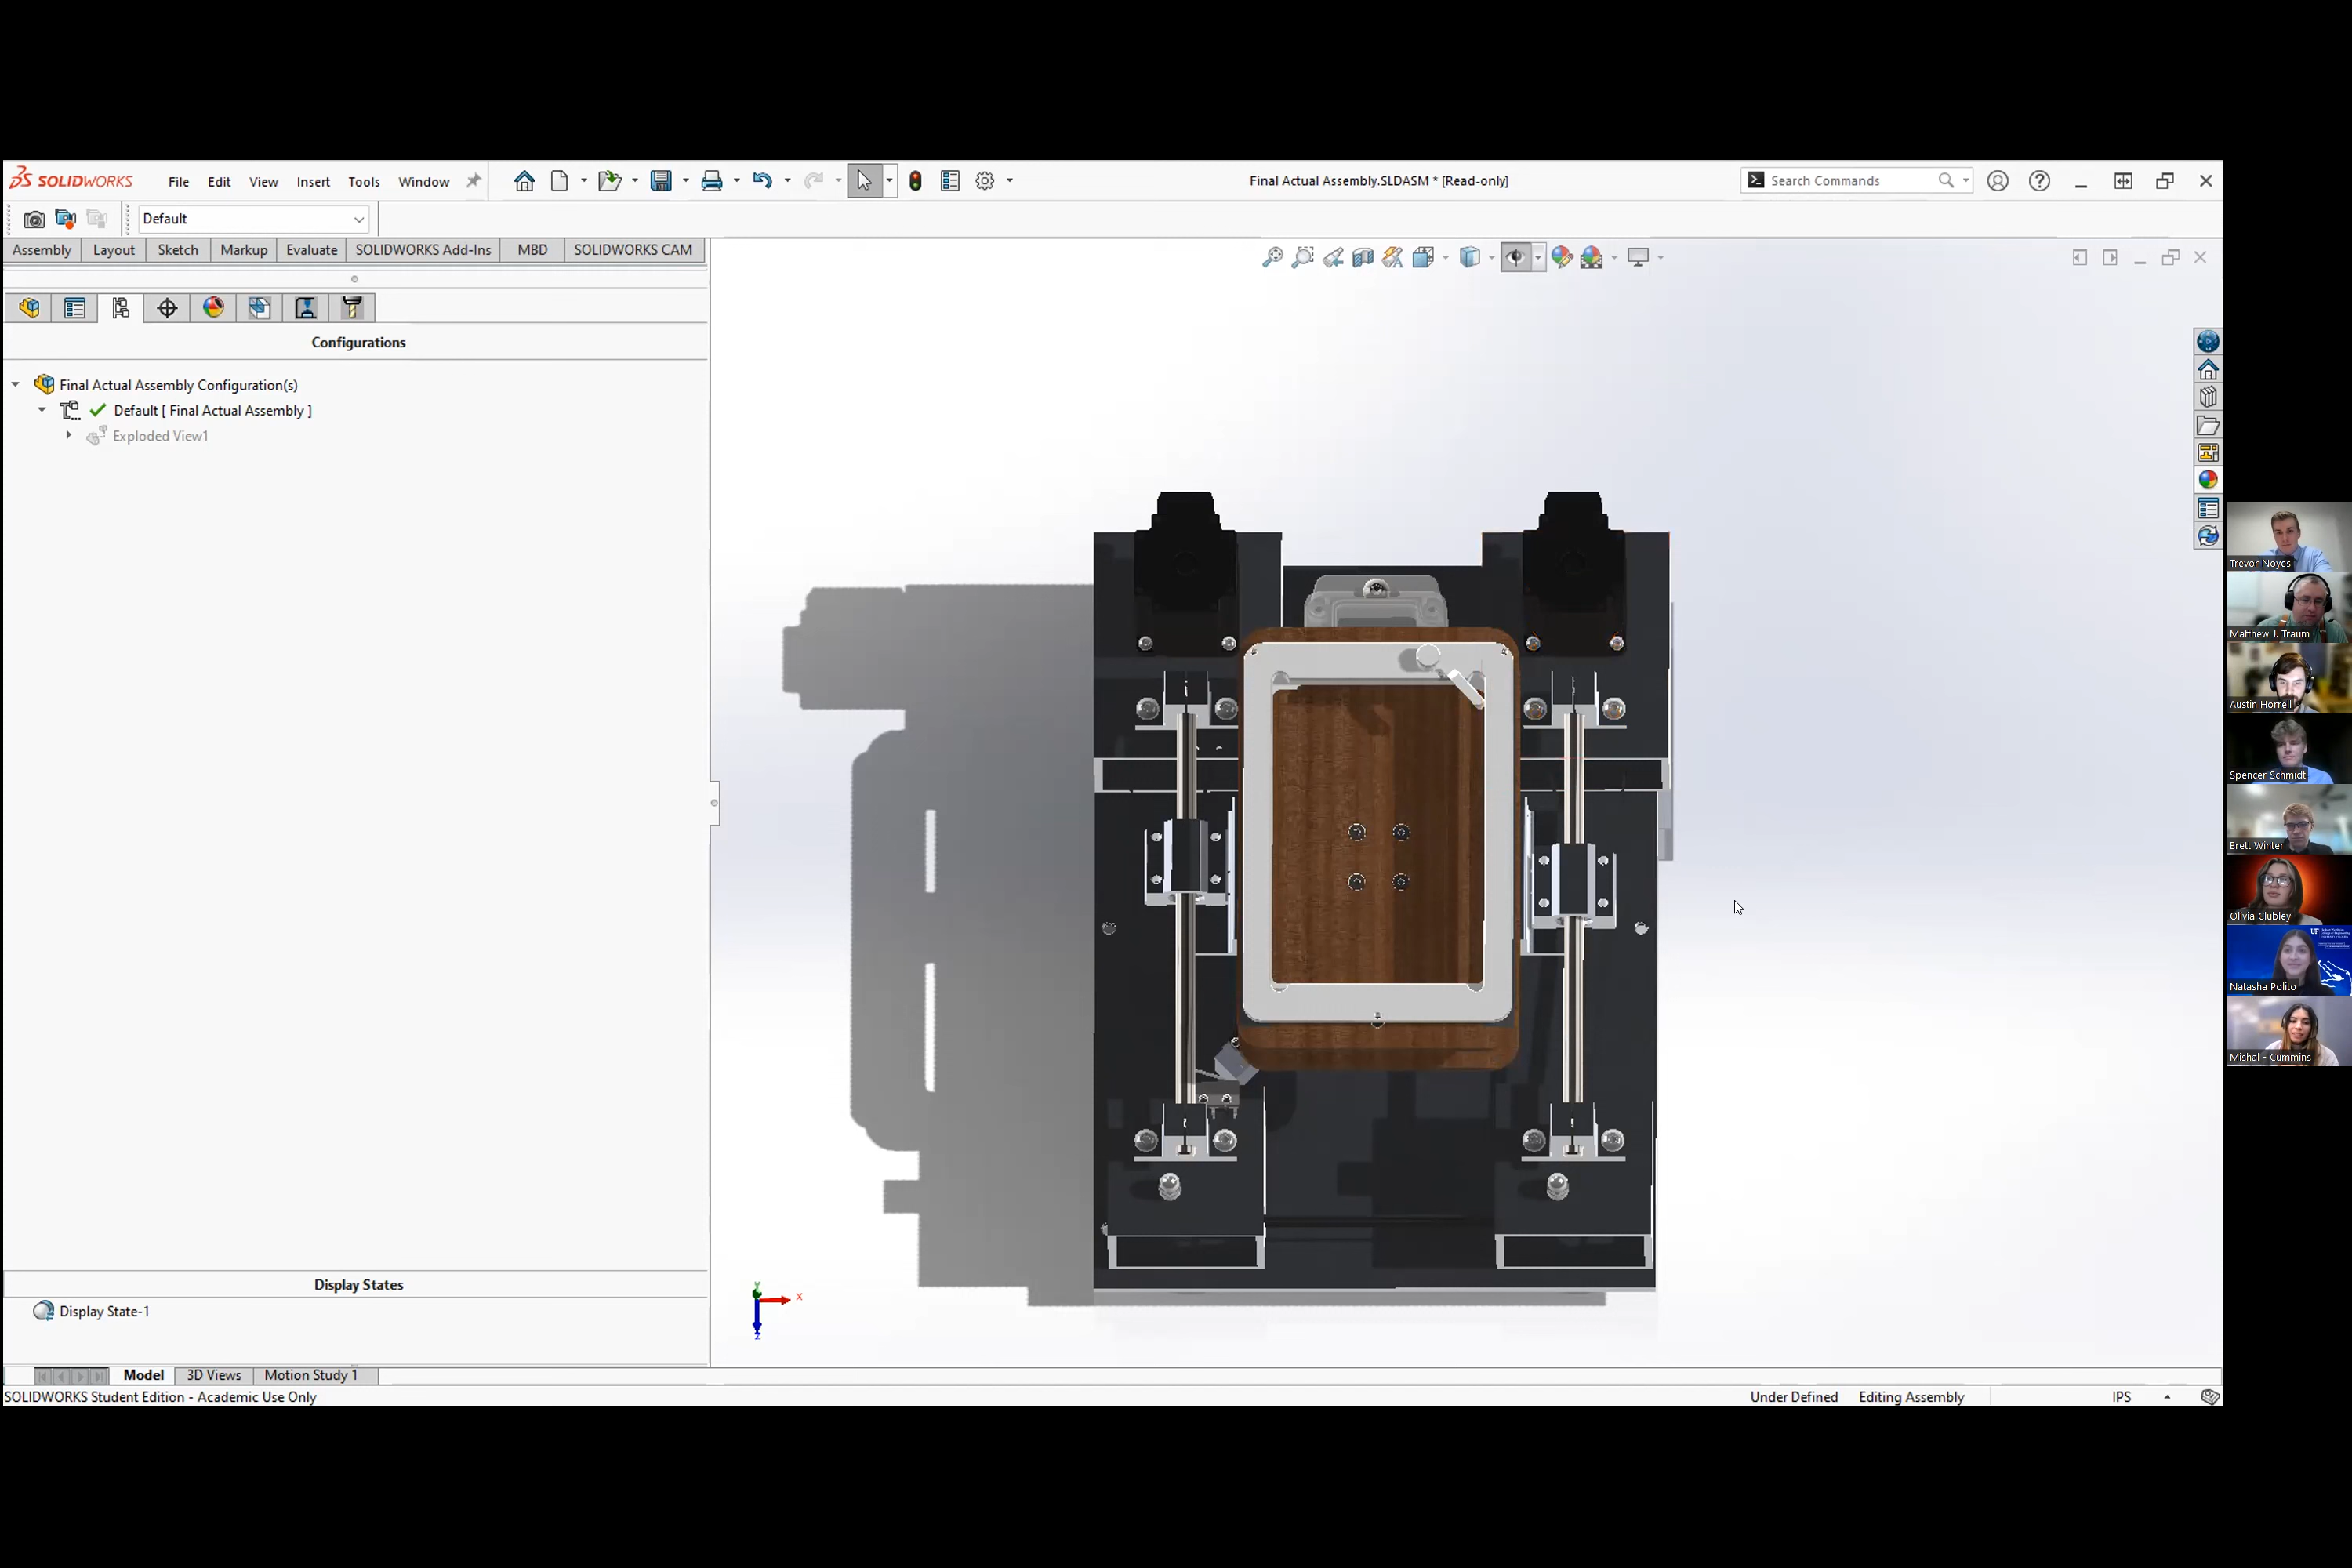 SOLIDWORKS File Edit View Insert Tools Window Final Actual Assembly.SLDASM * [Read-only] Search Commands
Default
Assembly Layout Sketch Markup Evaluate SOLIDWORKS Add-Ins MBD SOLIDWORKS CAM
Configurations
Final Actual Assembly Configuration(s)
Default [ Final Actual Assembly ]
Exploded View1
Display States
Display State-1
Y
X
Z
Model 3D Views Motion Study 1
SOLIDWORKS Student Edition - Academic Use Only Under Defined Editing Assembly IPS
Trevor Noyes
Matthew J. Traum
Austin Horrell
Spencer Schmidt
Brett Winter
Olivia Clubley
UF
Natasha Polito
Mishal - Cummins